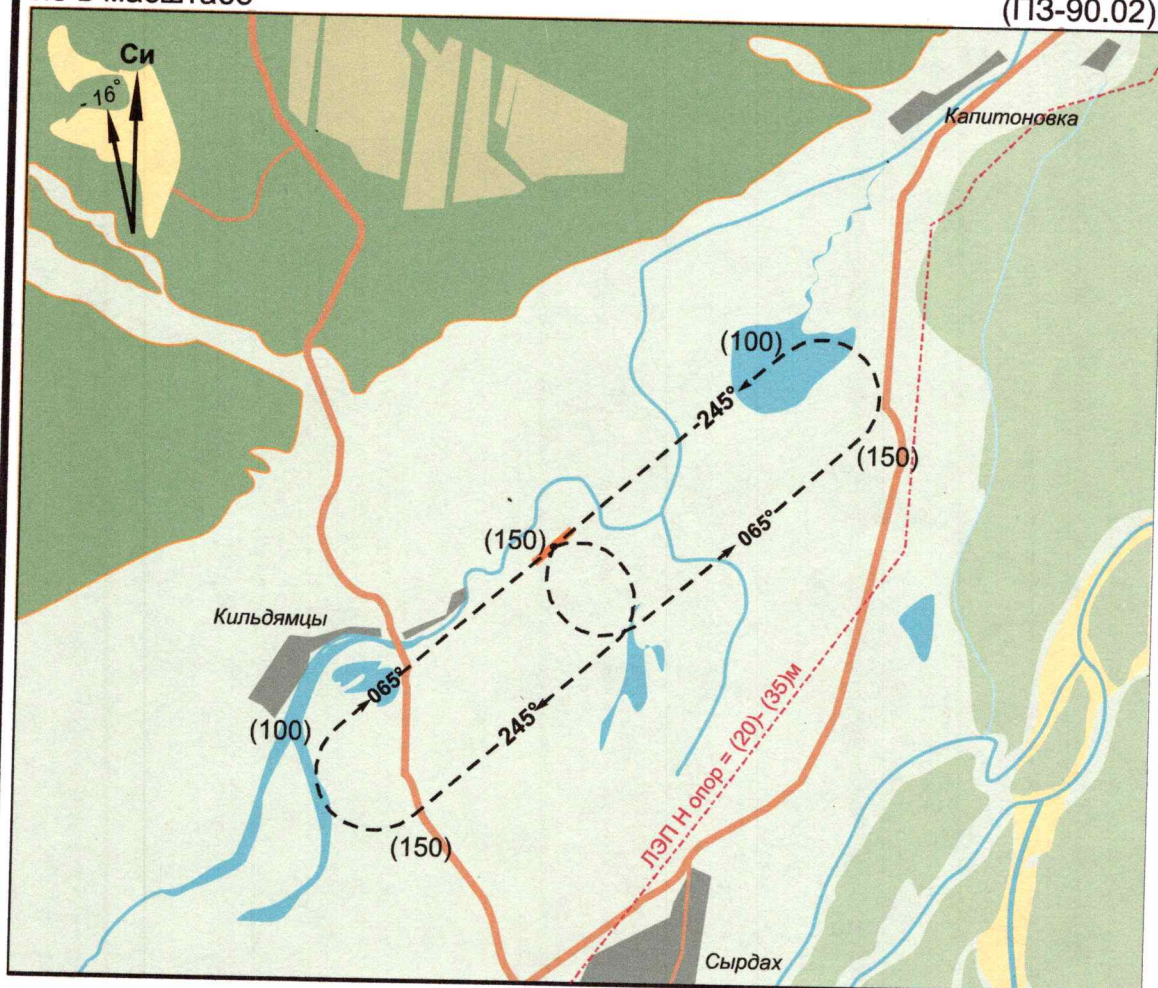 (ПЗ-90.02)
Си
- 16°
Капитоновка
(100)
245°
(150)
065°
(150)
Кильдямцы
065°
245°
(100)
(150)
ЛЭП Н опор = (20)- (35)м
Сырдах